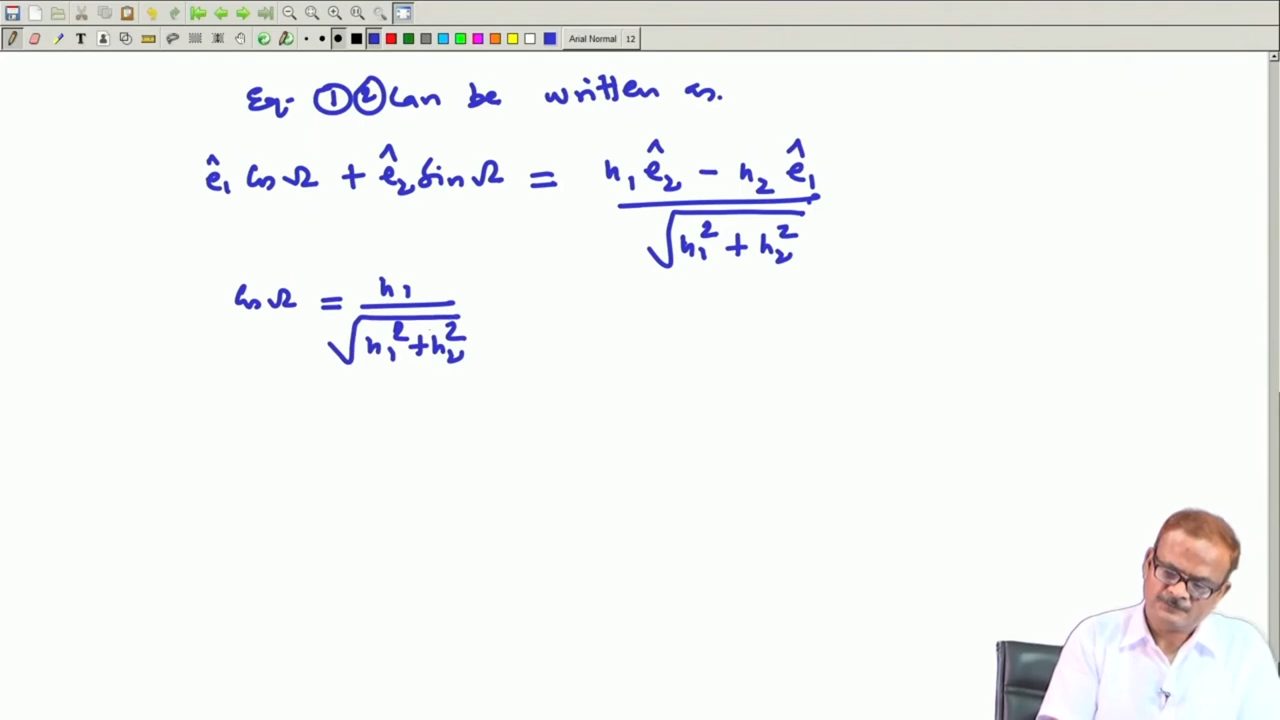 Arial Normal 12
Eq. ① ② Can be written as.
ê₁ Cos Ω + ê₂ Sin Ω = (h₁ ê₂ − h₂ ê₁) / √(h₁² + h₂²)
Cos Ω = h₁ / √(h₁² + h₂²)